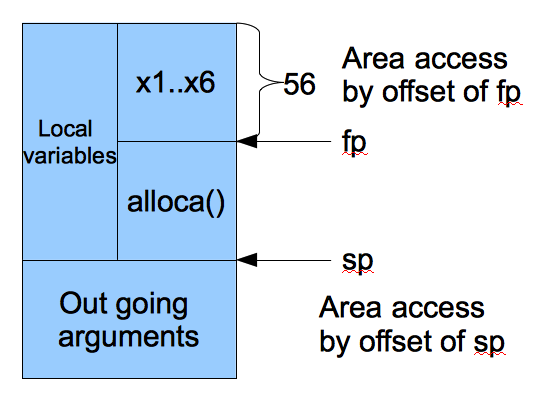 x1..x6
56
Area access
by offset of fp
Local
variables
fp
alloca()
sp
Out going
arguments
Area access
by offset of sp